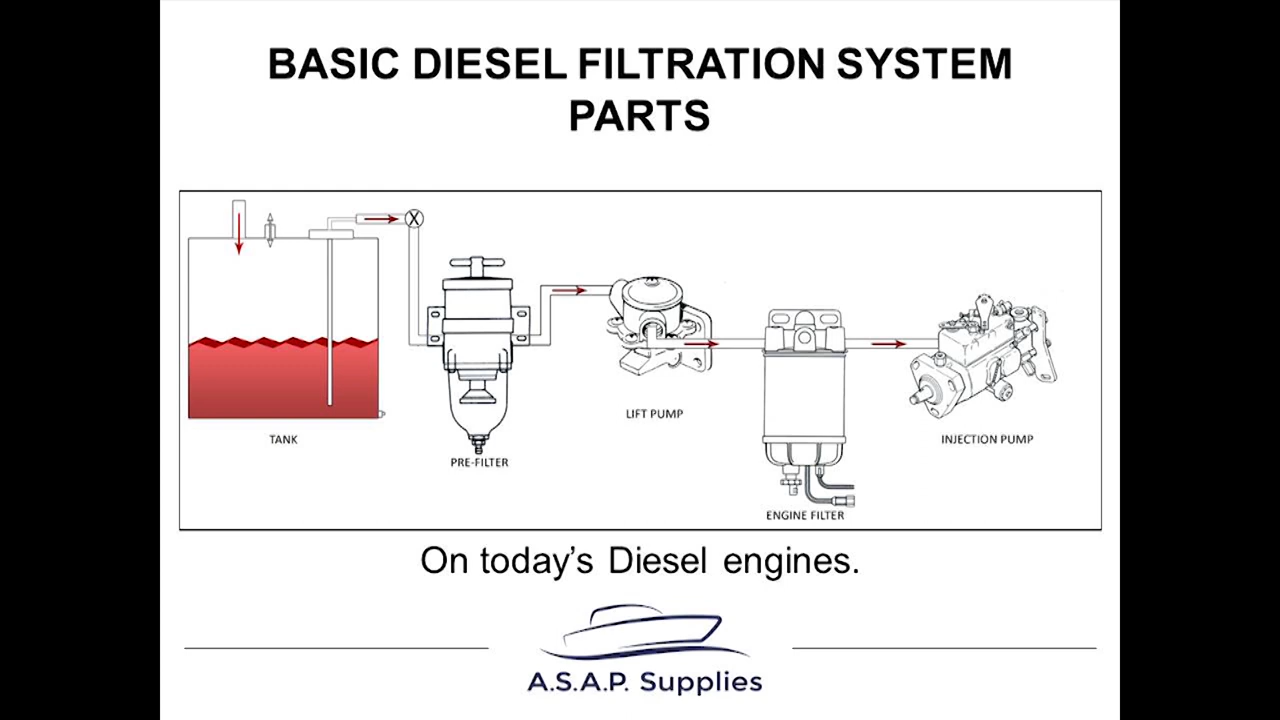 BASIC DIESEL FILTRATION SYSTEM
PARTS
X
TANK
PRE-FILTER
LIFT PUMP
ENGINE FILTER
INJECTION PUMP
On today’s Diesel engines.
A.S.A.P. Supplies